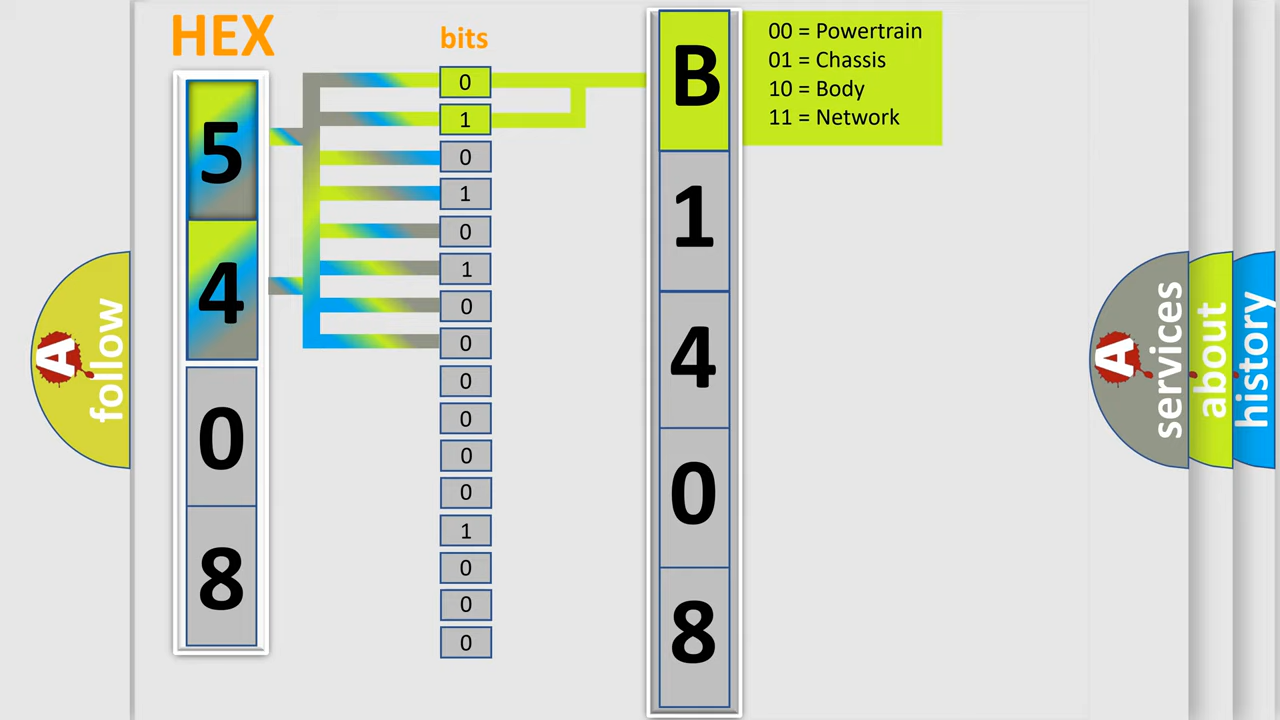 HEX
bits
5
4
0
8
0
1
0
1
0
1
0
0
0
0
0
0
1
0
0
0
B
1
4
0
8
00 = Powertrain
01 = Chassis
10 = Body
11 = Network
A follow
A services
about
history